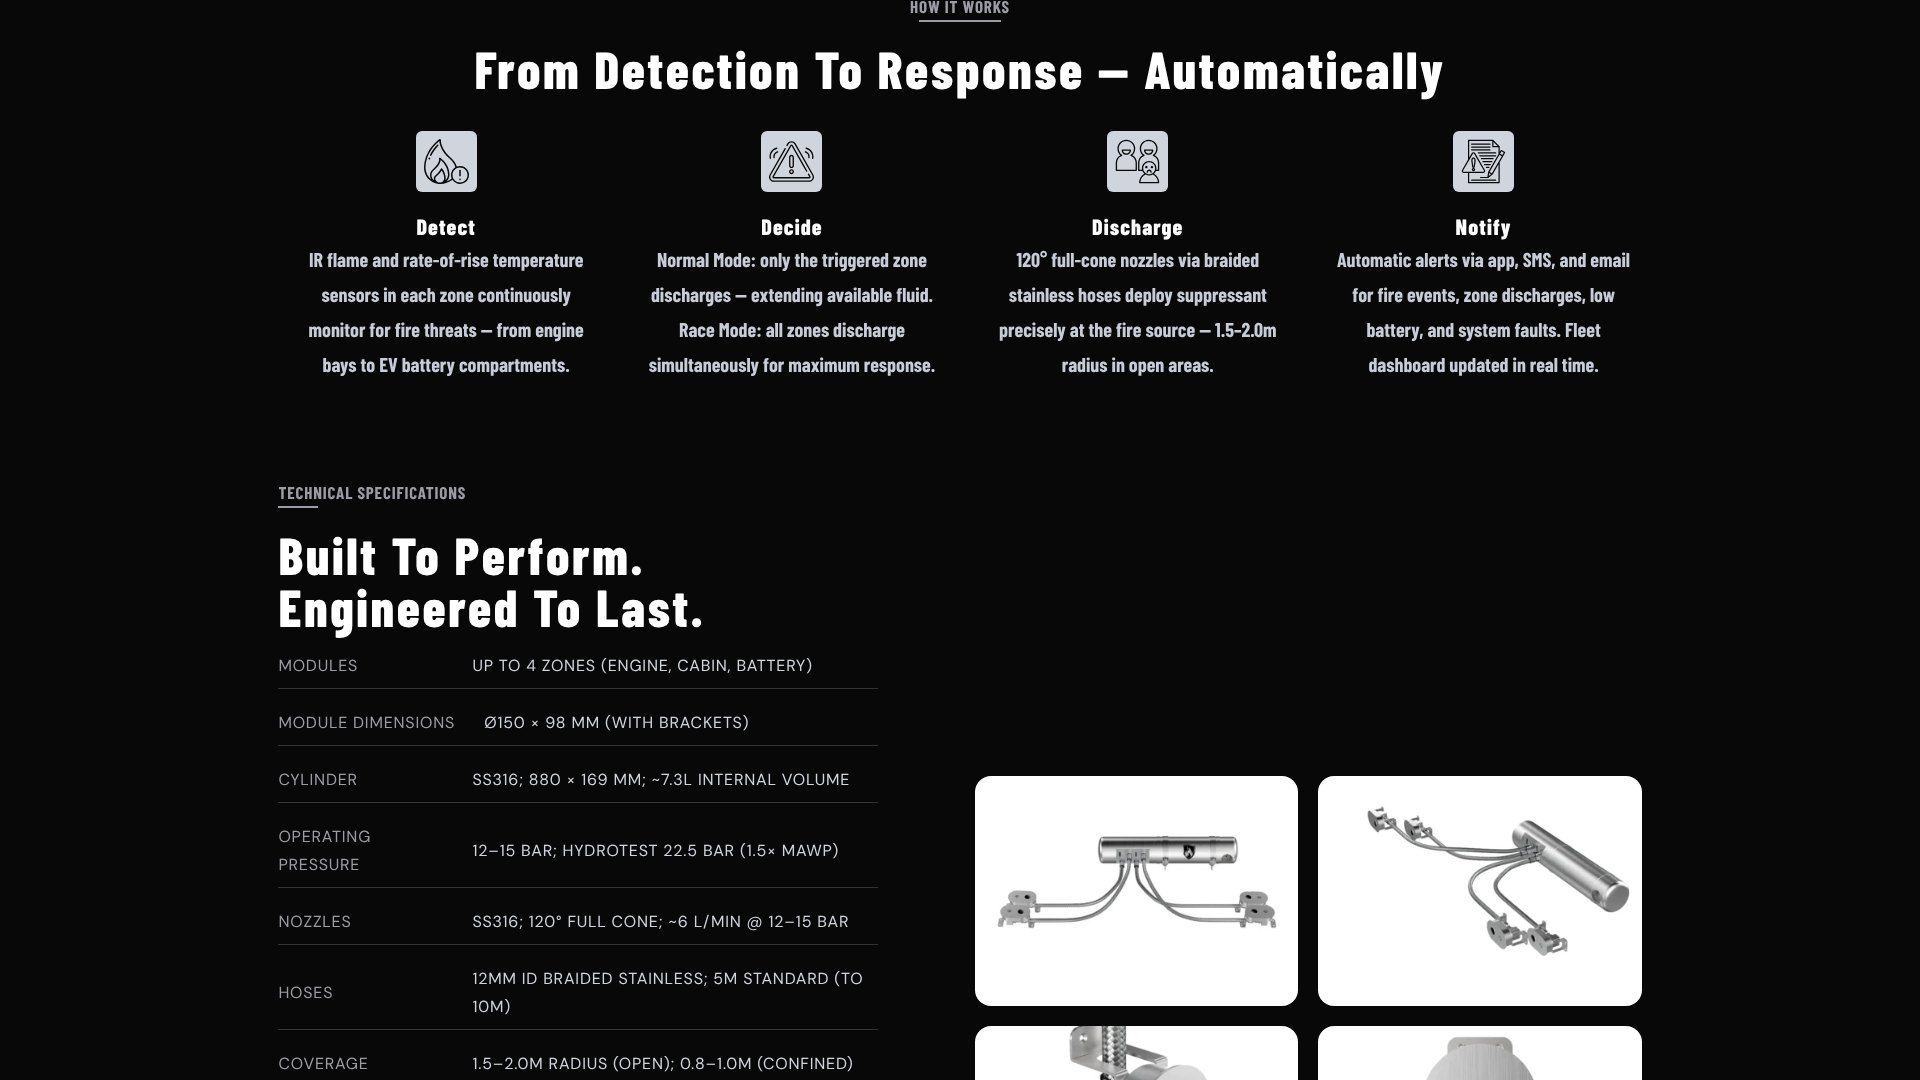 HOW IT WORKS
From Detection To Response — Automatically
Detect
IR flame and rate-of-rise temperature
sensors in each zone continuously
monitor for fire threats — from engine
bays to EV battery compartments.
Decide
Normal Mode: only the triggered zone
discharges — extending available fluid.
Race Mode: all zones discharge
simultaneously for maximum response.
Discharge
120° full-cone nozzles via braided
stainless hoses deploy suppressant
precisely at the fire source — 1.5–2.0m
radius in open areas.
Notify
Automatic alerts via app, SMS, and email
for fire events, zone discharges, low
battery, and system faults. Fleet
dashboard updated in real time.
TECHNICAL SPECIFICATIONS
Built To Perform.
Engineered To Last.
MODULES
UP TO 4 ZONES (ENGINE, CABIN, BATTERY)
MODULE DIMENSIONS
Ø150 × 98 MM (WITH BRACKETS)
CYLINDER
SS316; 880 × 169 MM; ~7.3L INTERNAL VOLUME
OPERATING
PRESSURE
12–15 BAR; HYDROTEST 22.5 BAR (1.5× MAWP)
NOZZLES
SS316; 120° FULL CONE; ~6 L/MIN @ 12–15 BAR
HOSES
12MM ID BRAIDED STAINLESS; 5M STANDARD (TO
10M)
COVERAGE
1.5–2.0M RADIUS (OPEN); 0.8–1.0M (CONFINED)